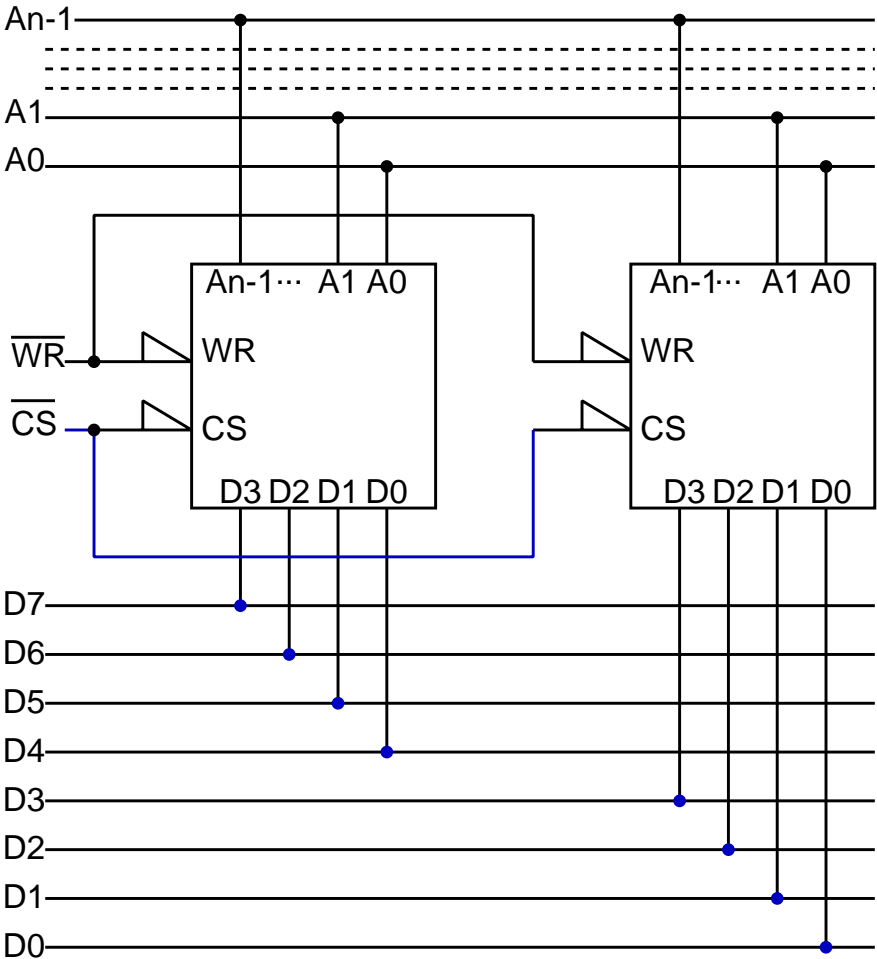 An-1
A1
A0
An-1... A1 A0 An-1... A1 A0
WR WR WR
CS CS CS
D3 D2 D1 D0 D3 D2 D1 D0
D7
D6
D5
D4
D3
D2
D1
D0